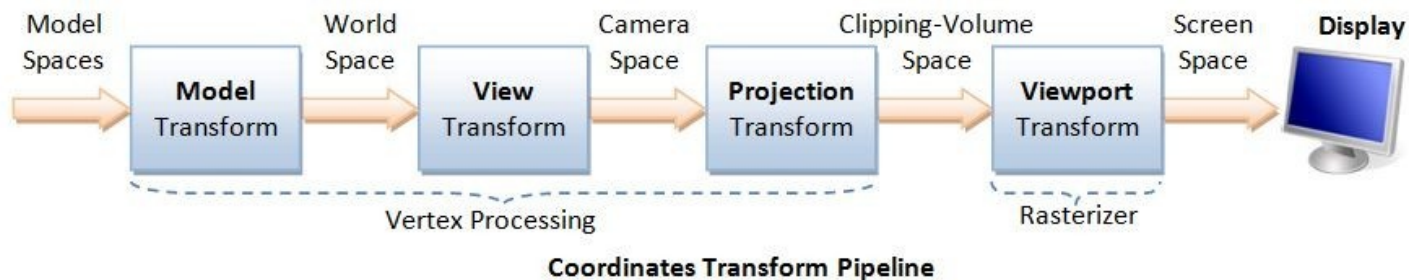 Model
Spaces
World
Space
Camera
Space
Clipping-Volume
Space
Screen
Space
Display
Model
Transform
View
Transform
Projection
Transform
Viewport
Transform
Vertex Processing
Rasterizer
Coordinates Transform Pipeline